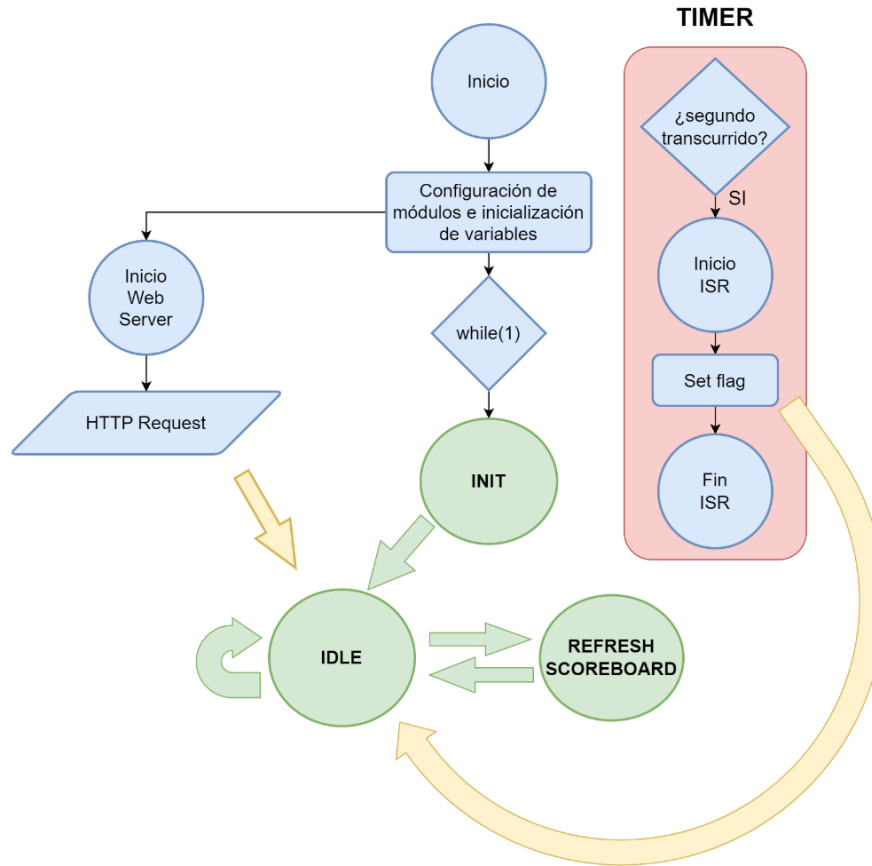 TIMER
Inicio
¿segundo
transcurrido?
SI
Configuración de
módulos e inicialización
de variables
Inicio
Web
Server
Inicio
ISR
while(1)
Set flag
HTTP Request
INIT
Fin
ISR
IDLE
REFRESH
SCOREBOARD